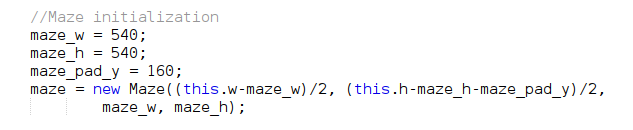 //Maze initialization
maze_w = 540;
maze_h = 540;
maze_pad_y = 160;
maze = new Maze((this.w-maze_w)/2, (this.h-maze_h-maze_pad_y)/2,
maze_w, maze_h);